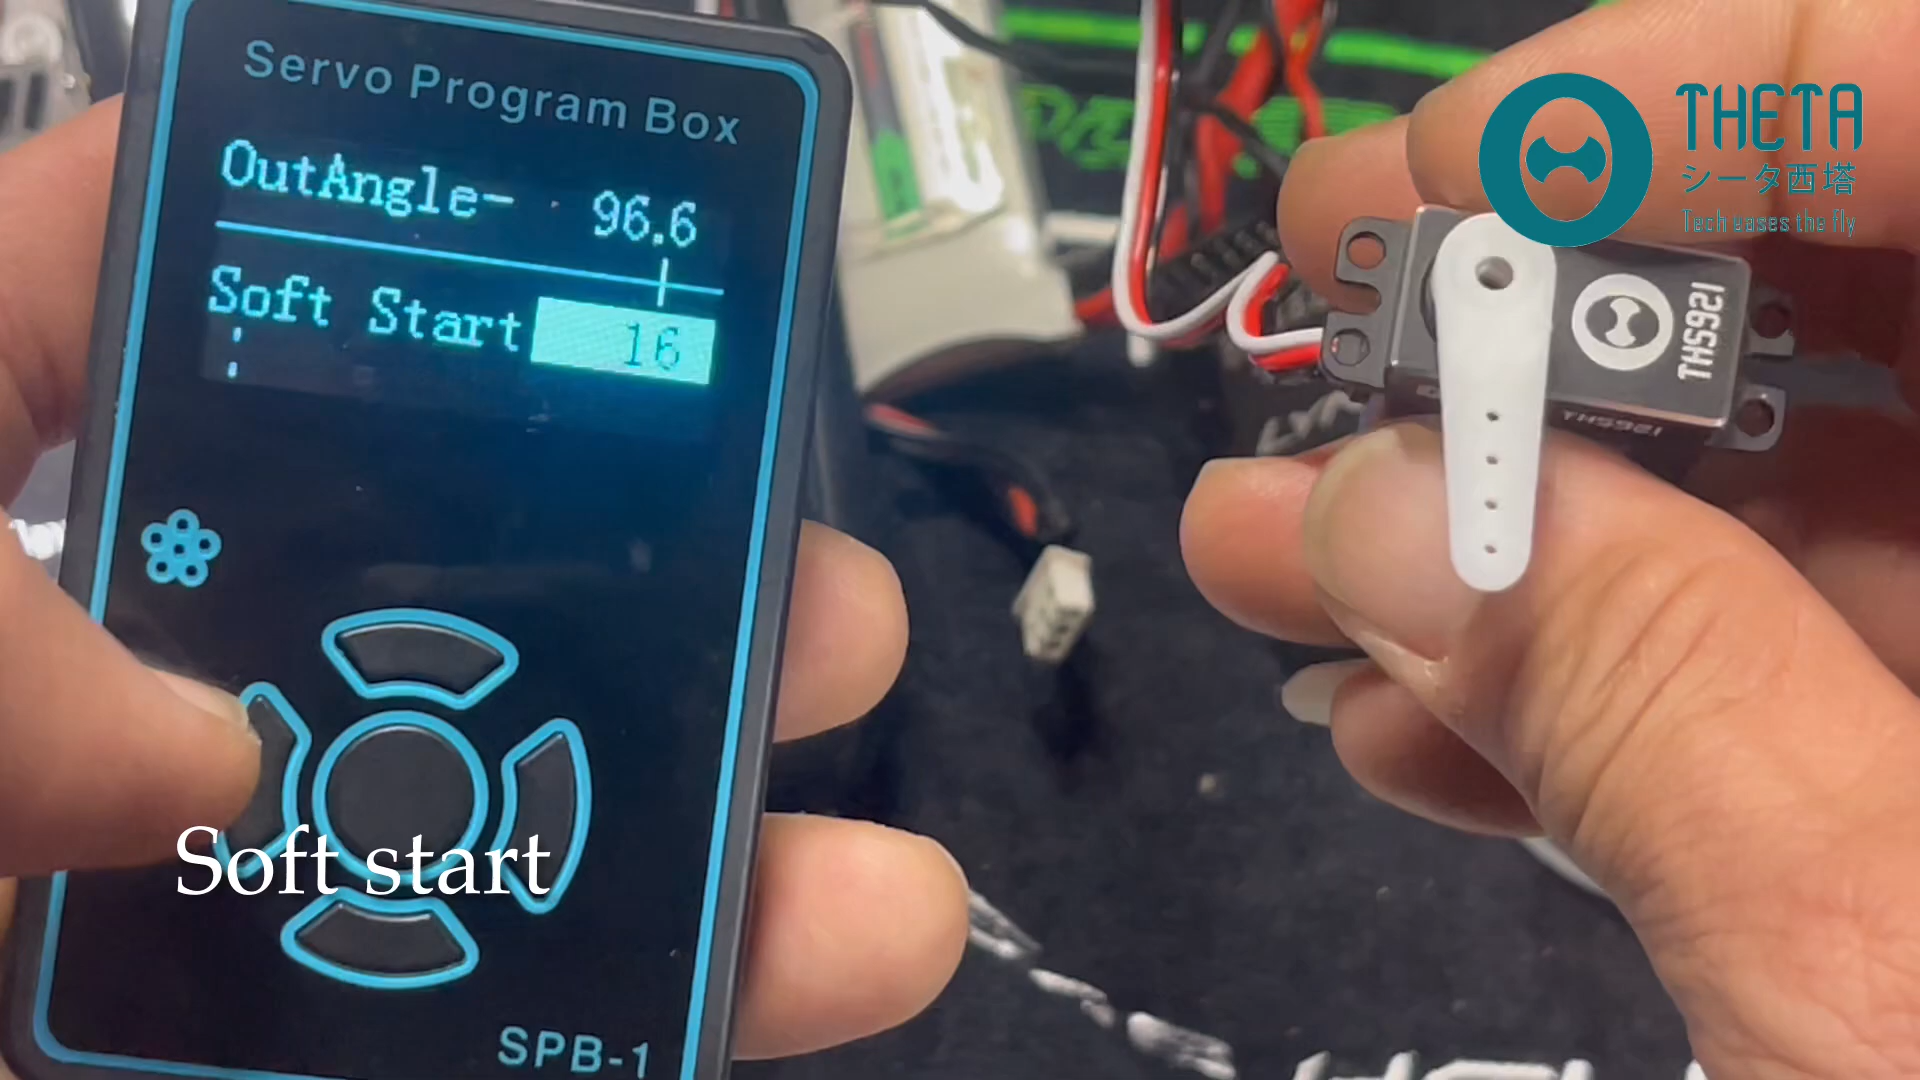 Servo Program Box
OutAngle- 96.6
Soft Start 16
SPB-1
Soft start
THETA
シータ西塔
Tech eases the fly
THS921